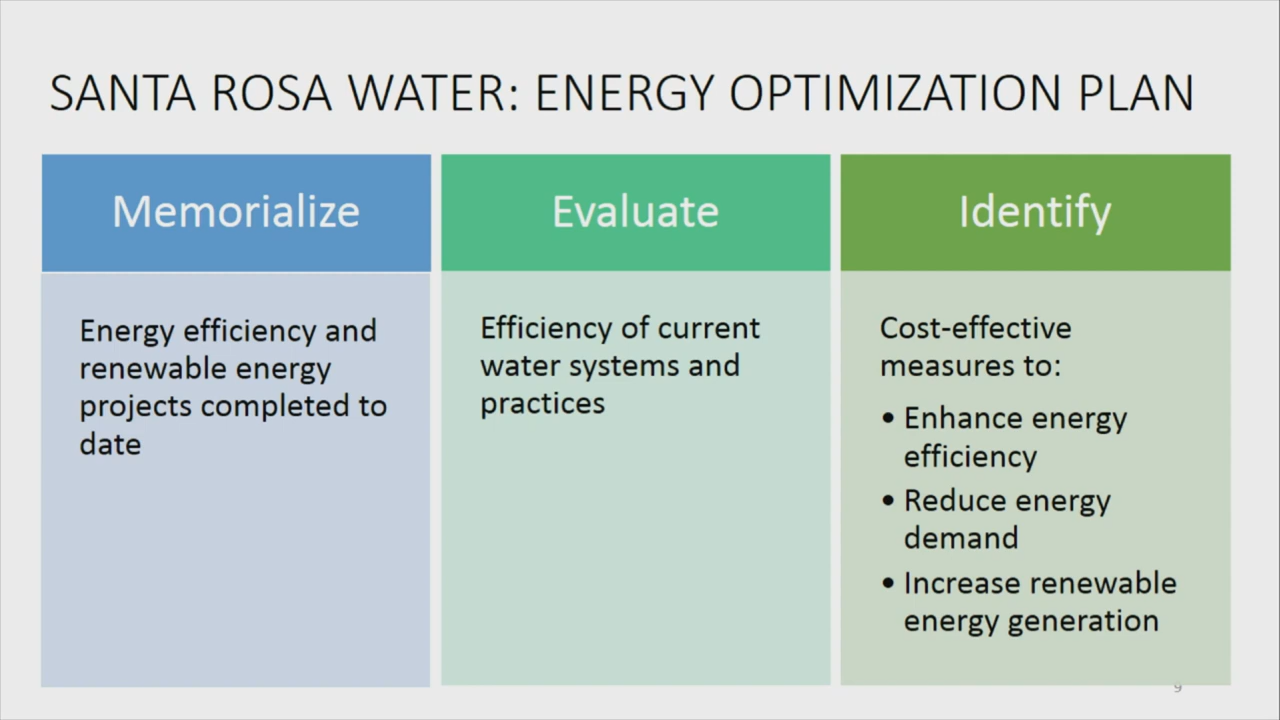 SANTA ROSA WATER: ENERGY OPTIMIZATION PLAN
Memorialize
Energy efficiency and
renewable energy
projects completed to
date
Evaluate
Efficiency of current
water systems and
practices
Identify
Cost-effective
measures to:
• Enhance energy
efficiency
• Reduce energy
demand
• Increase renewable
energy generation
9